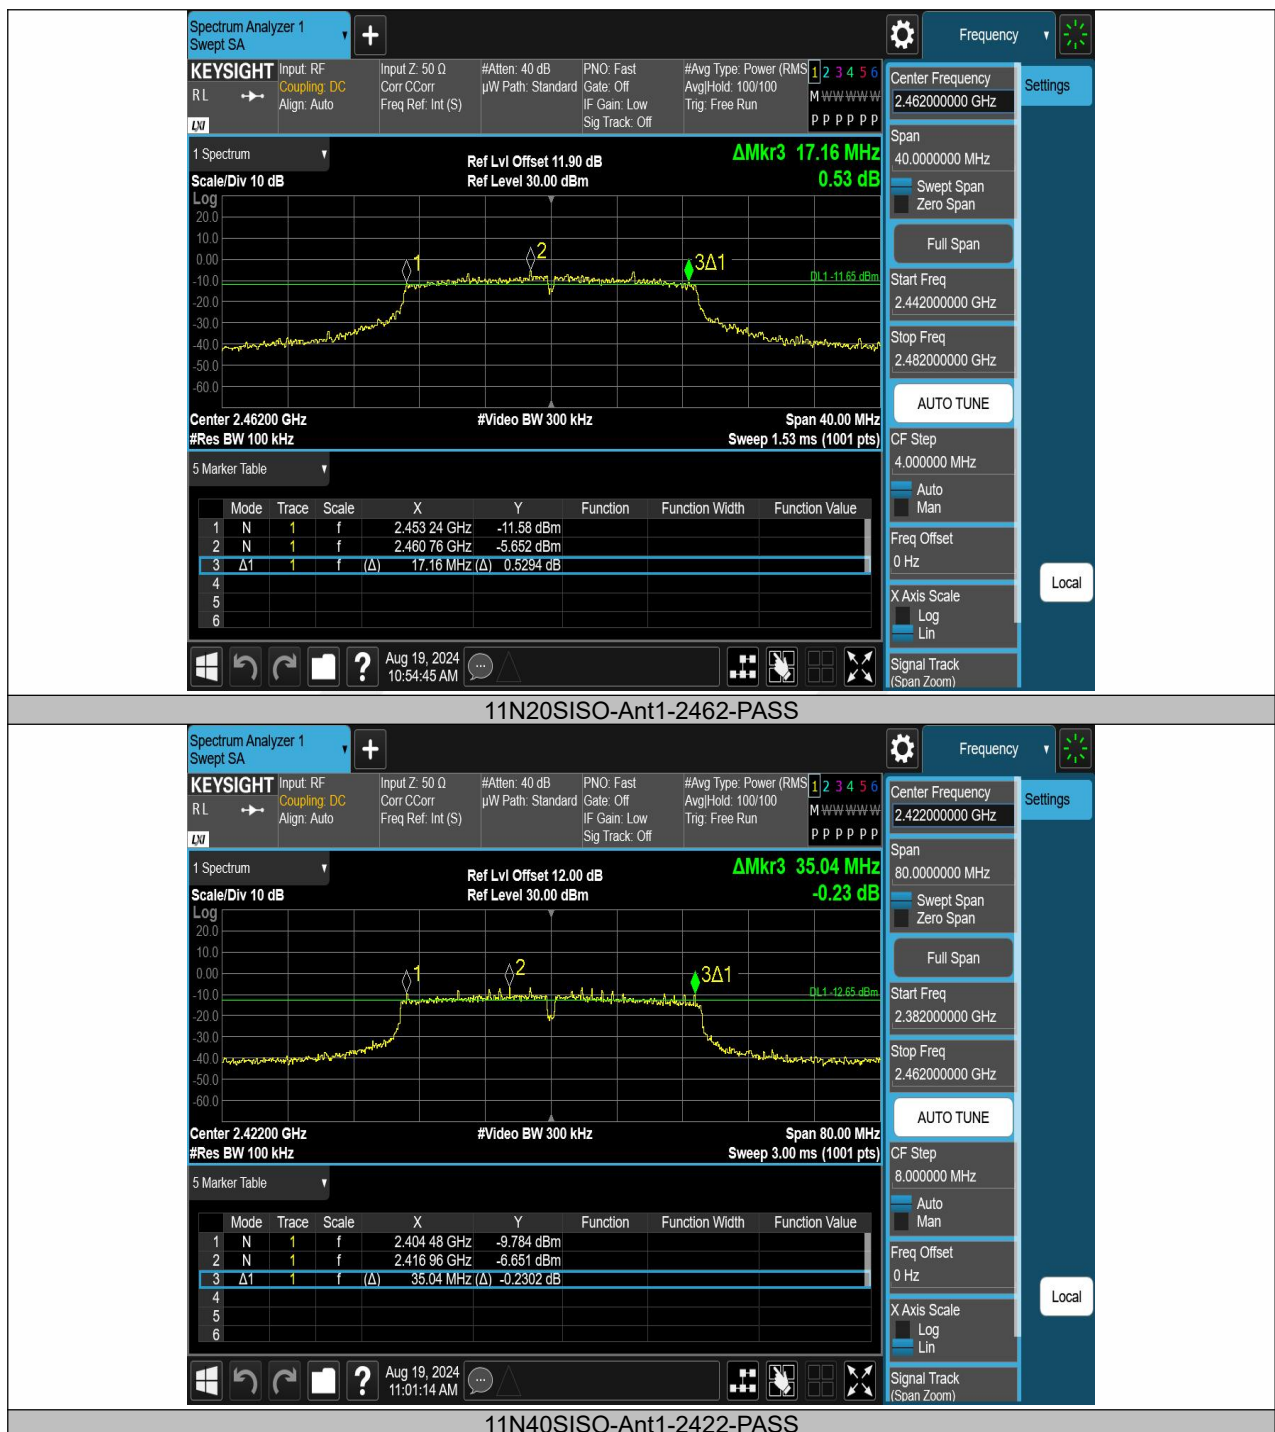 Spectrum Analyzer 1
Swept SA
Frequency
KEYSIGHT
R L
LXI
Input: RF
Coupling: DC
Align: Auto
Input Z: 50 Ω
Corr CCorr
Freq Ref: Int (S)
#Atten: 40 dB
µW Path: Standard
PNO: Fast
Gate: Off
IF Gain: Low
Sig Track: Off
#Avg Type: Power (RMS
Avg|Hold: 100/100
Trig: Free Run
1 2 3 4 5 6
M W W W W W
P P P P P P
Center Frequency
2.462000000 GHz
Settings
Span
40.0000000 MHz
Swept Span
Zero Span
Full Span
Start Freq
2.442000000 GHz
Stop Freq
2.482000000 GHz
AUTO TUNE
CF Step
4.000000 MHz
Auto
Man
Freq Offset
0 Hz
X Axis Scale
Log
Lin
Signal Track
(Span Zoom)
Local
1 Spectrum
Scale/Div 10 dB
Ref Lvl Offset 11.90 dB
Ref Level 30.00 dBm
ΔMkr3 17.16 MHz
0.53 dB
Log
20.0
10.0
0.00
-10.0
-20.0
-30.0
-40.0
-50.0
-60.0
1
2
3Δ1
DL1 -11.65 dBm
Center 2.46200 GHz
#Video BW 300 kHz
Span 40.00 MHz
#Res BW 100 kHz
Sweep 1.53 ms (1001 pts)
5 Marker Table
Mode Trace Scale X Y Function Function Width Function Value
1 N 1 f 2.453 24 GHz -11.58 dBm
2 N 1 f 2.460 76 GHz -5.652 dBm
3 Δ1 1 f (Δ) 17.16 MHz (Δ) 0.5294 dB
4
5
6
Aug 19, 2024
10:54:45 AM
11N20SISO-Ant1-2462-PASS
Spectrum Analyzer 1
Swept SA
Frequency
KEYSIGHT
R L
LXI
Input: RF
Coupling: DC
Align: Auto
Input Z: 50 Ω
Corr CCorr
Freq Ref: Int (S)
#Atten: 40 dB
µW Path: Standard
PNO: Fast
Gate: Off
IF Gain: Low
Sig Track: Off
#Avg Type: Power (RMS
Avg|Hold: 100/100
Trig: Free Run
1 2 3 4 5 6
M W W W W W
P P P P P P
Center Frequency
2.422000000 GHz
Settings
Span
80.0000000 MHz
Swept Span
Zero Span
Full Span
Start Freq
2.382000000 GHz
Stop Freq
2.462000000 GHz
AUTO TUNE
CF Step
8.000000 MHz
Auto
Man
Freq Offset
0 Hz
X Axis Scale
Log
Lin
Signal Track
(Span Zoom)
Local
1 Spectrum
Scale/Div 10 dB
Ref Lvl Offset 12.00 dB
Ref Level 30.00 dBm
ΔMkr3 35.04 MHz
-0.23 dB
Log
20.0
10.0
0.00
-10.0
-20.0
-30.0
-40.0
-50.0
-60.0
1
2
3Δ1
DL1 -12.65 dBm
Center 2.42200 GHz
#Video BW 300 kHz
Span 80.00 MHz
#Res BW 100 kHz
Sweep 3.00 ms (1001 pts)
5 Marker Table
Mode Trace Scale X Y Function Function Width Function Value
1 N 1 f 2.404 48 GHz -9.784 dBm
2 N 1 f 2.416 96 GHz -6.651 dBm
3 Δ1 1 f (Δ) 35.04 MHz (Δ) -0.2302 dB
4
5
6
Aug 19, 2024
11:01:14 AM
11N40SISO-Ant1-2422-PASS